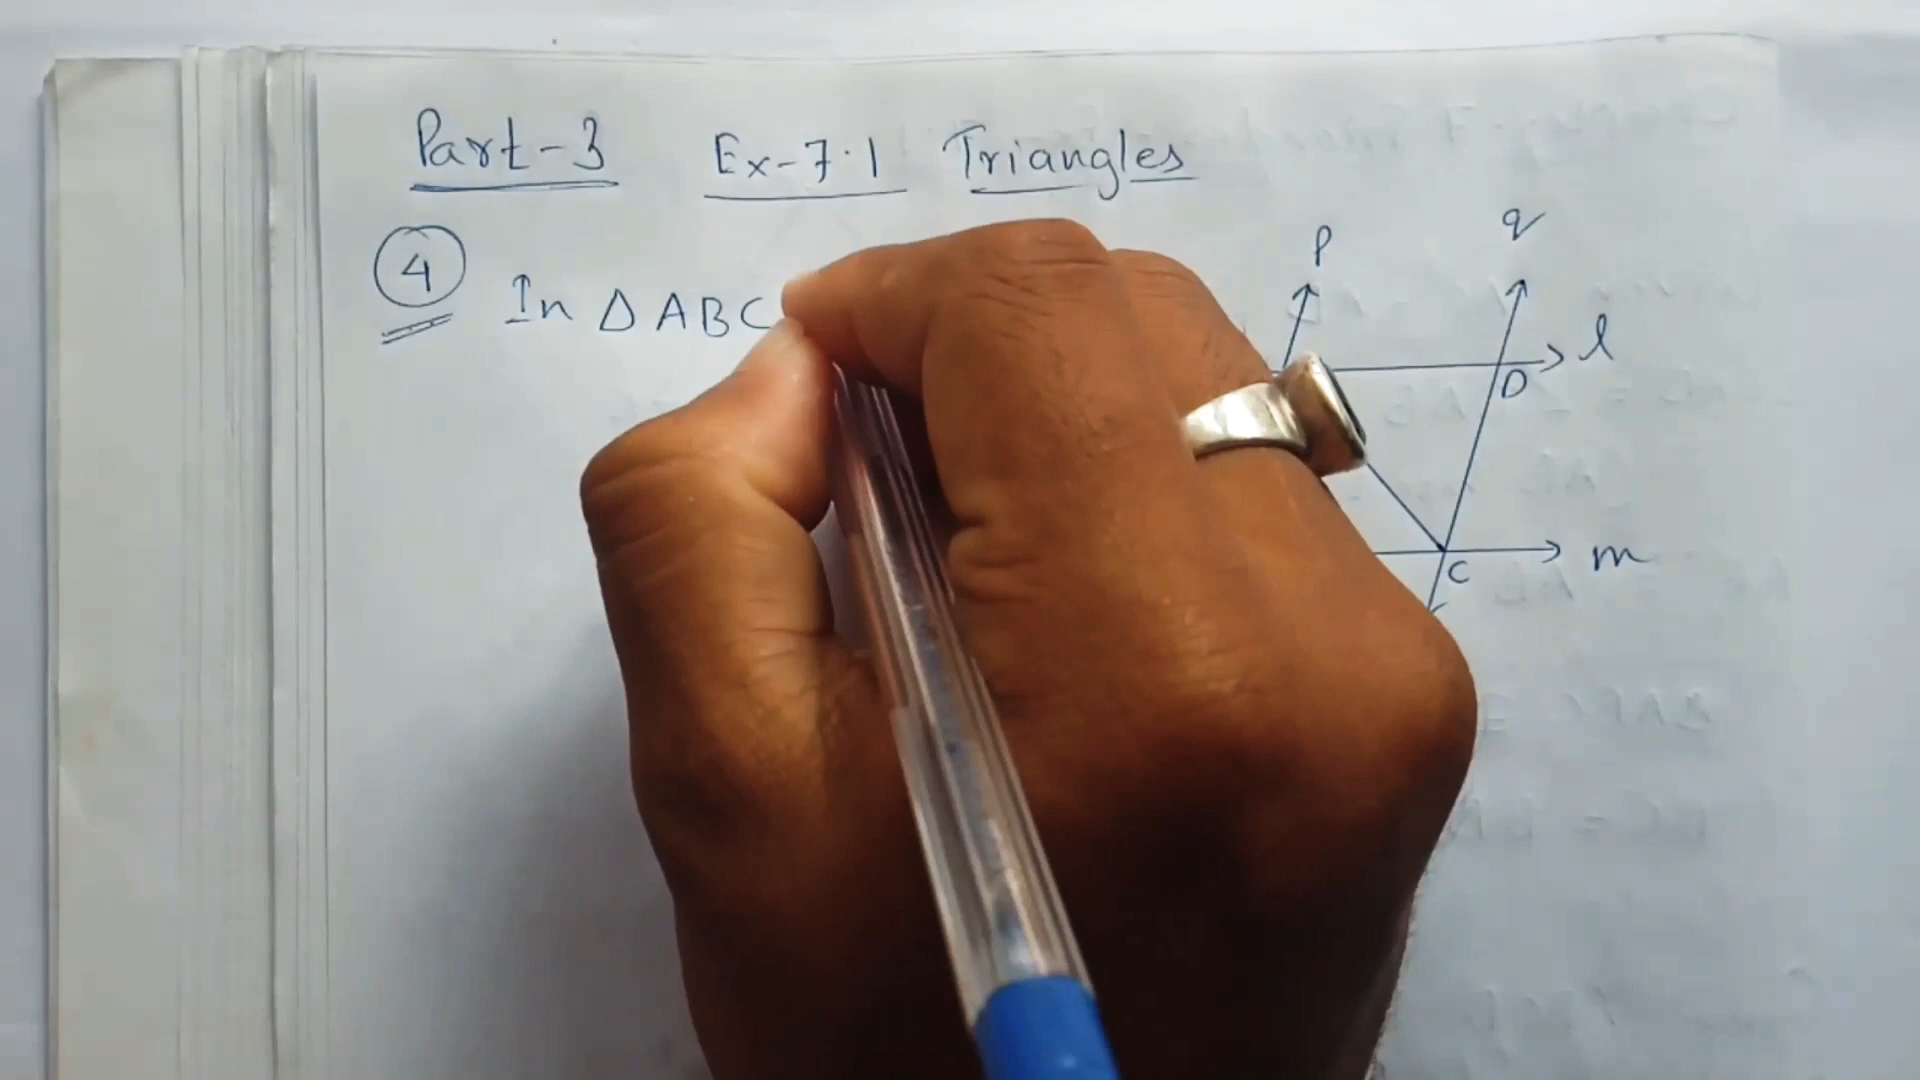 Part-3 Ex-7.1 Triangles
4 In Δ ABC
P q
l
D
m
C